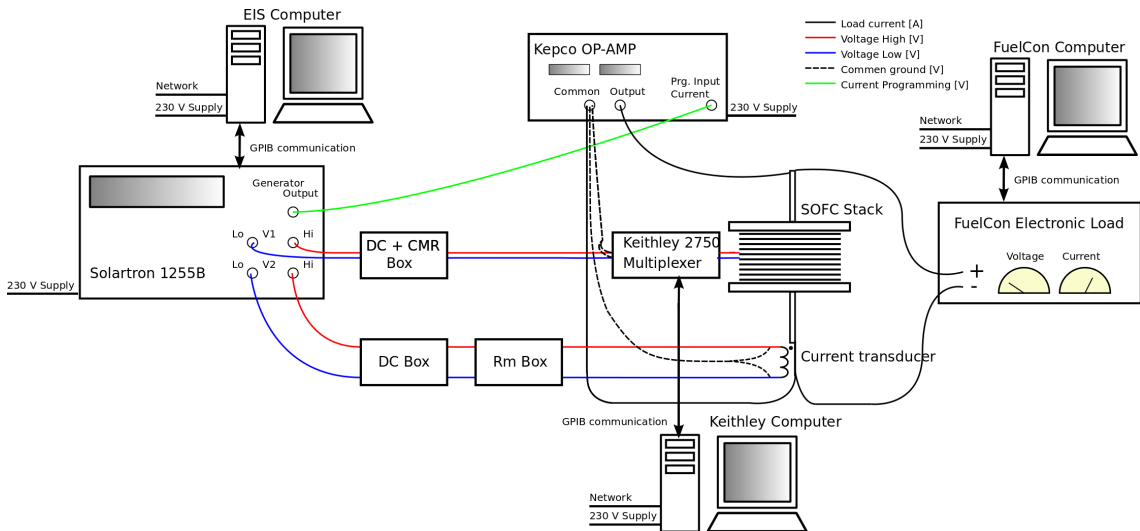 EIS Computer
Network
230 V Supply
GPIB communication
Kepco OP-AMP
Common
Output
Prg. Input
Current
230 V Supply
Load current [A]
Voltage High [V]
Voltage Low [V]
Commen ground [V]
Current Programming [V]
FuelCon Computer
Network
230 V Supply
GPIB communication
Generator
Output
Lo
V1
Hi
Lo
V2
Hi
Solartron 1255B
230 V Supply
DC + CMR
Box
Keithley 2750
Multiplexer
SOFC Stack
FuelCon Electronic Load
Voltage
Current
+
-
DC Box
Rm Box
Current transducer
GPIB communication
Keithley Computer
Network
230 V Supply